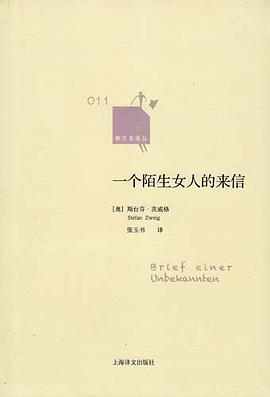 011
新文本译丛
一个陌生女人的来信
[奥] 斯台芬·茨威格
Stefan Zweig
张玉书 译
Brief einer
Unbekannten
上海译文出版社